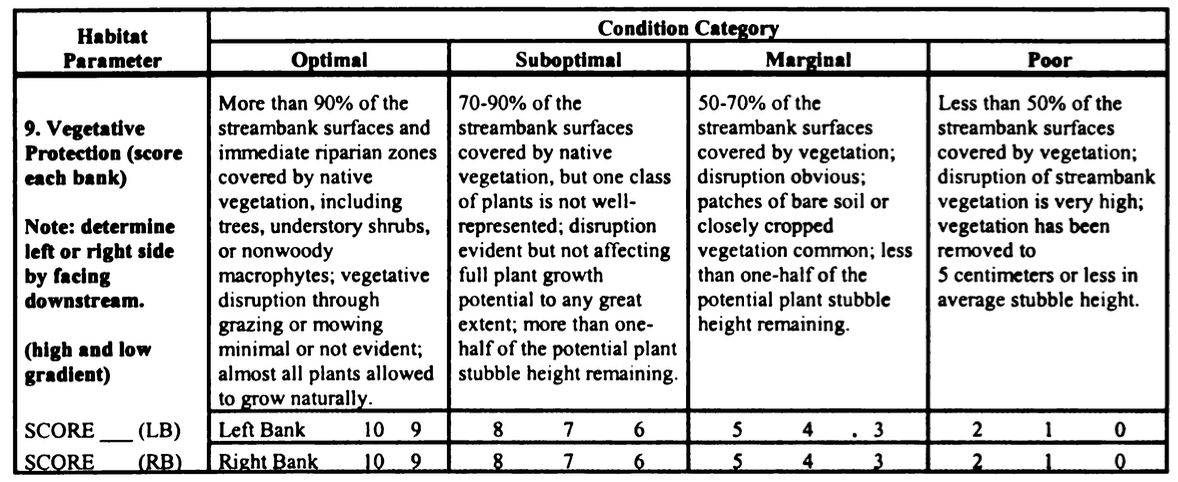 Habitat
Parameter
Condition Category
Optimal
Suboptimal
Marginal
Poor
9. Vegetative
Protection (score
each bank)
Note: determine
left or right side
by facing
downstream.
(high and low
gradient)
More than 90% of the
streambank surfaces and
immediate riparian zones
covered by native
vegetation, including
trees, understory shrubs,
or nonwoody
macrophytes; vegetative
disruption through
grazing or mowing
minimal or not evident;
almost all plants allowed
to grow naturally.
70-90% of the
streambank surfaces
covered by native
vegetation, but one class
of plants is not well-
represented; disruption
evident but not affecting
full plant growth
potential to any great
extent; more than one-
half of the potential plant
stubble height remaining.
50-70% of the
streambank surfaces
covered by vegetation;
disruption obvious;
patches of bare soil or
closely cropped
vegetation common; less
than one-half of the
potential plant stubble
height remaining.
Less than 50% of the
streambank surfaces
covered by vegetation;
disruption of streambank
vegetation is very high;
vegetation has been
removed to
5 centimeters or less in
average stubble height.
SCORE ___ (LB) Left Bank 10 9 8 7 6 5 4 . 3 2 1 0
SCORE ___ (RB) Right Bank 10 9 8 7 6 5 4 3 2 1 0